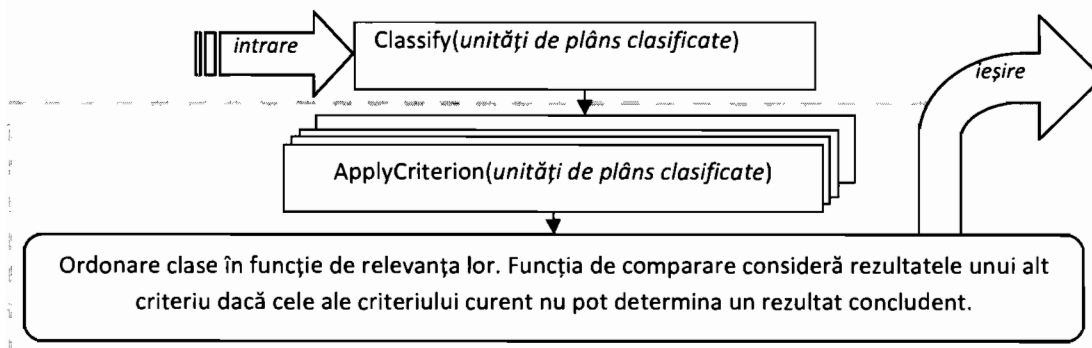 intrare
Classify(unități de plâns clasificate)
ieșire
ApplyCriterion(unități de plâns clasificate)
Ordonare clase în funcție de relevanța lor. Funcția de comparare consideră rezultatele unui alt
criteriu dacă cele ale criteriului curent nu pot determina un rezultat concludent.